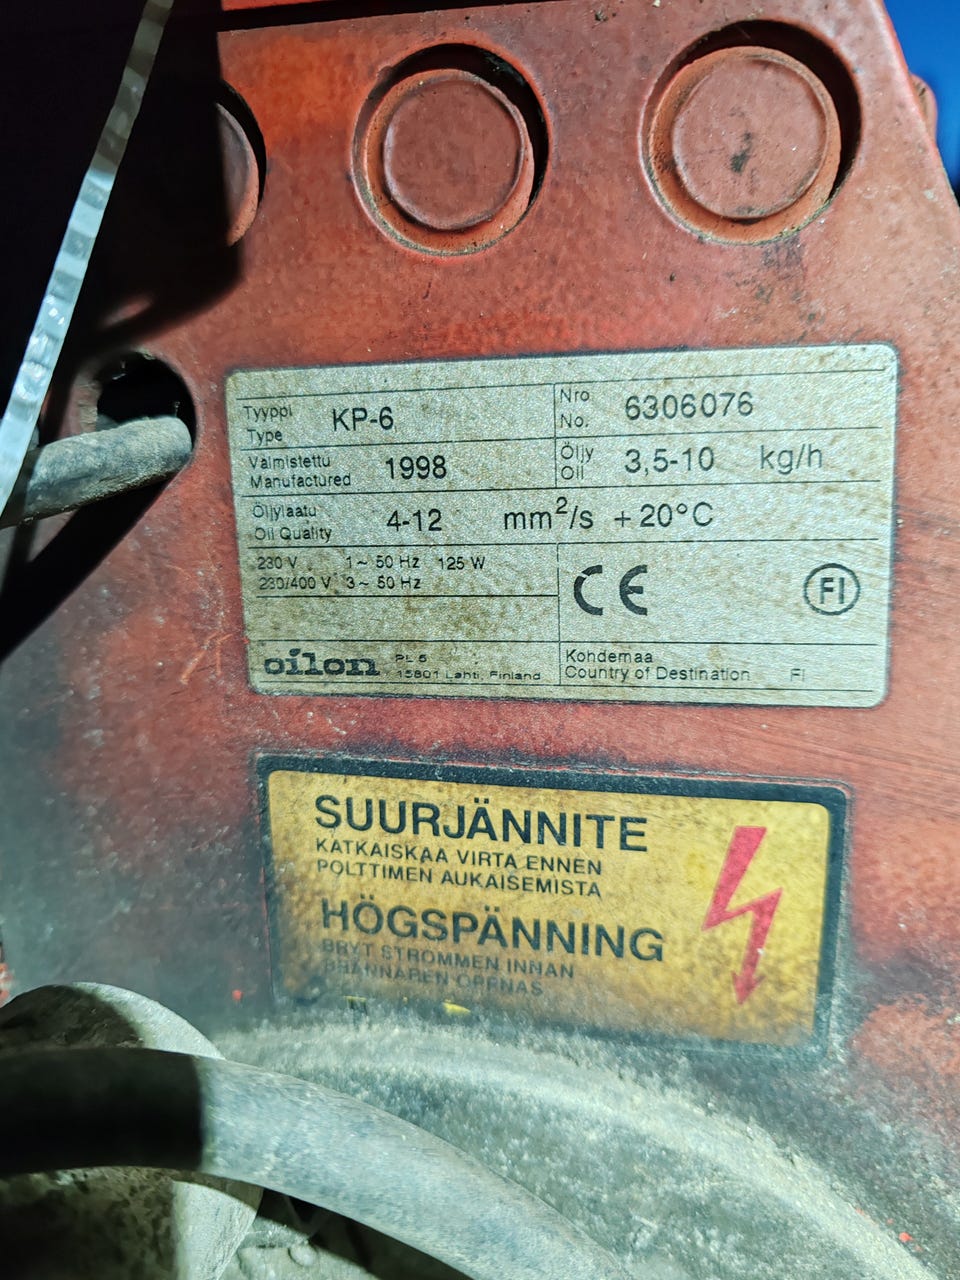 Tyyppi
Type
KP-6
Nro
No.
6306076
Valmistettu
Manufactured
1998
Öljy
Oil
3,5-10 kg/h
Öljylaatu
Oil Quality
4-12 mm²/s +20°C
230 V 1~ 50 Hz 125 W
230/400 V 3~ 50 Hz
CE
FI
oilon
PL 5
15801 Lahti, Finland
Kohdemaa
Country of Destination FI
SUURJÄNNITE
KATKAISKAA VIRTA ENNEN
POLTTIMEN AUKAISEMISTA
HÖGSPÄNNING
BRYT STRÖMMEN INNAN
BRÄNNAREN ÖPPNAS